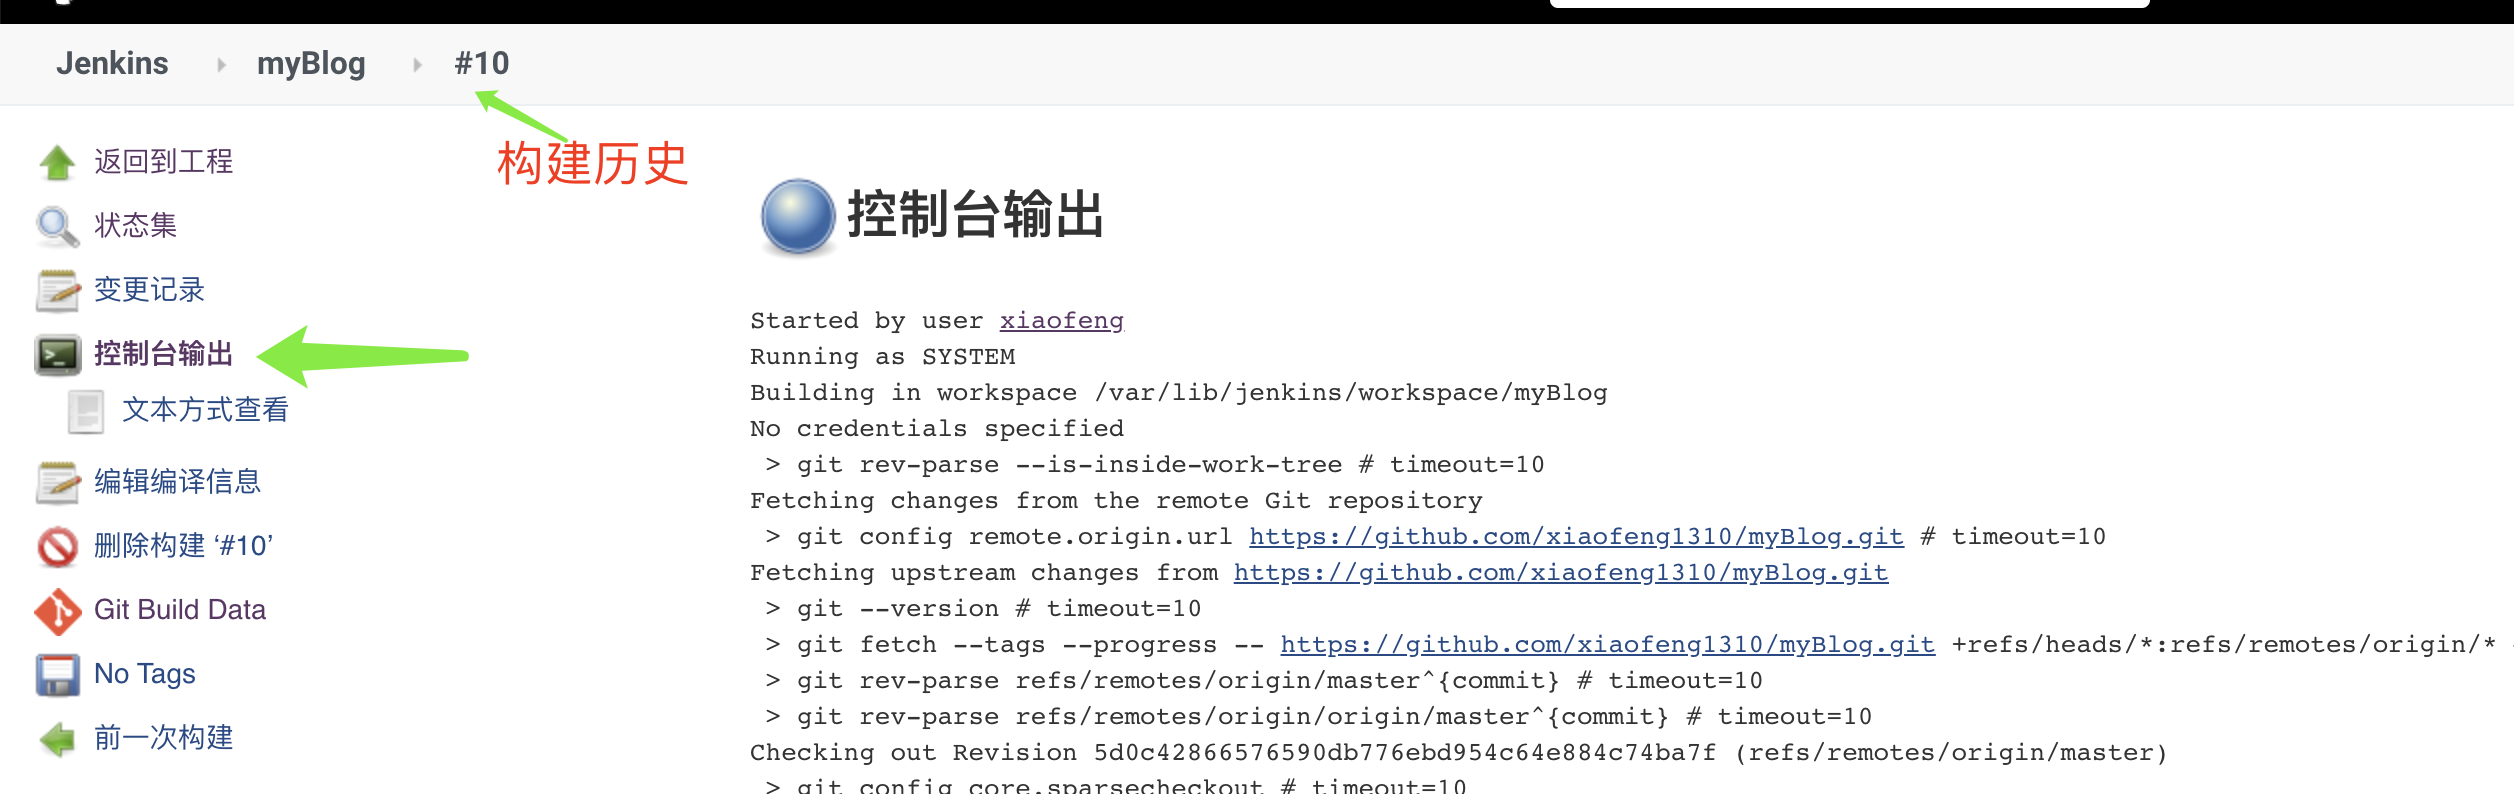 Jenkins myBlog #10
构建历史
返回到工程
状态集
变更记录
控制台输出
文本方式查看
编辑编译信息
删除构建 ‘#10’
Git Build Data
No Tags
前一次构建
控制台输出
Started by user xiaofeng
Running as SYSTEM
Building in workspace /var/lib/jenkins/workspace/myBlog
No credentials specified
> git rev-parse --is-inside-work-tree # timeout=10
Fetching changes from the remote Git repository
> git config remote.origin.url https://github.com/xiaofeng1310/myBlog.git # timeout=10
Fetching upstream changes from https://github.com/xiaofeng1310/myBlog.git
> git --version # timeout=10
> git fetch --tags --progress -- https://github.com/xiaofeng1310/myBlog.git +refs/heads/*:refs/remotes/origin/*
> git rev-parse refs/remotes/origin/master^{commit} # timeout=10
> git rev-parse refs/remotes/origin/origin/master^{commit} # timeout=10
Checking out Revision 5d0c42866576590db776ebd954c64e884c74ba7f (refs/remotes/origin/master)
> git config core.sparsecheckout # timeout=10